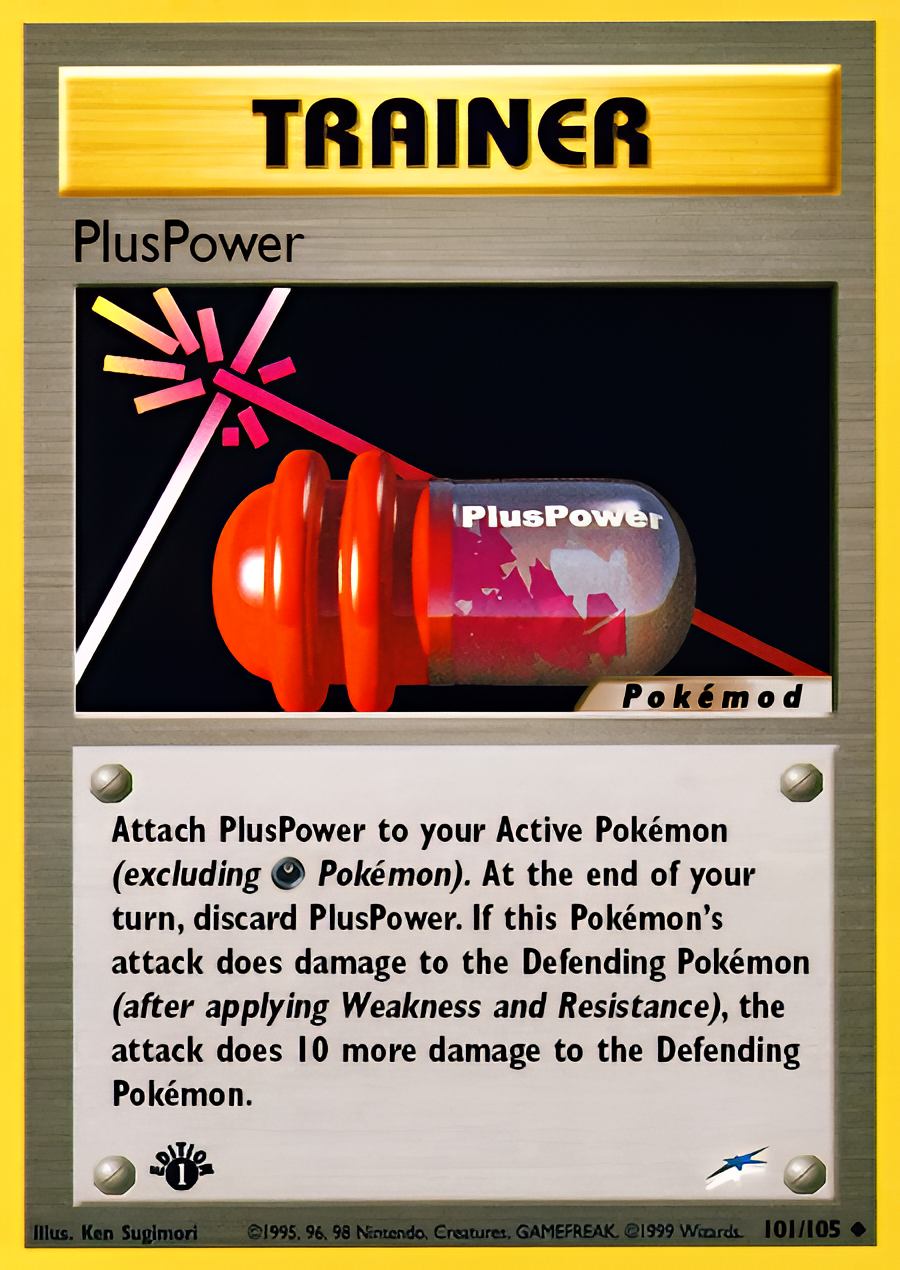 TRAINER
PlusPower
PlusPower
Pokémod
Attach PlusPower to your Active Pokémon
(excluding Pokémon). At the end of your
turn, discard PlusPower. If this Pokémon's
attack does damage to the Defending Pokémon
(after applying Weakness and Resistance), the
attack does 10 more damage to the Defending
Pokémon.
EDITION
1
Illus. Ken Sugimori ©1995, 96, 98 Nintendo, Creatures, GAMEFREAK. ©1999 Wizards. 101/105